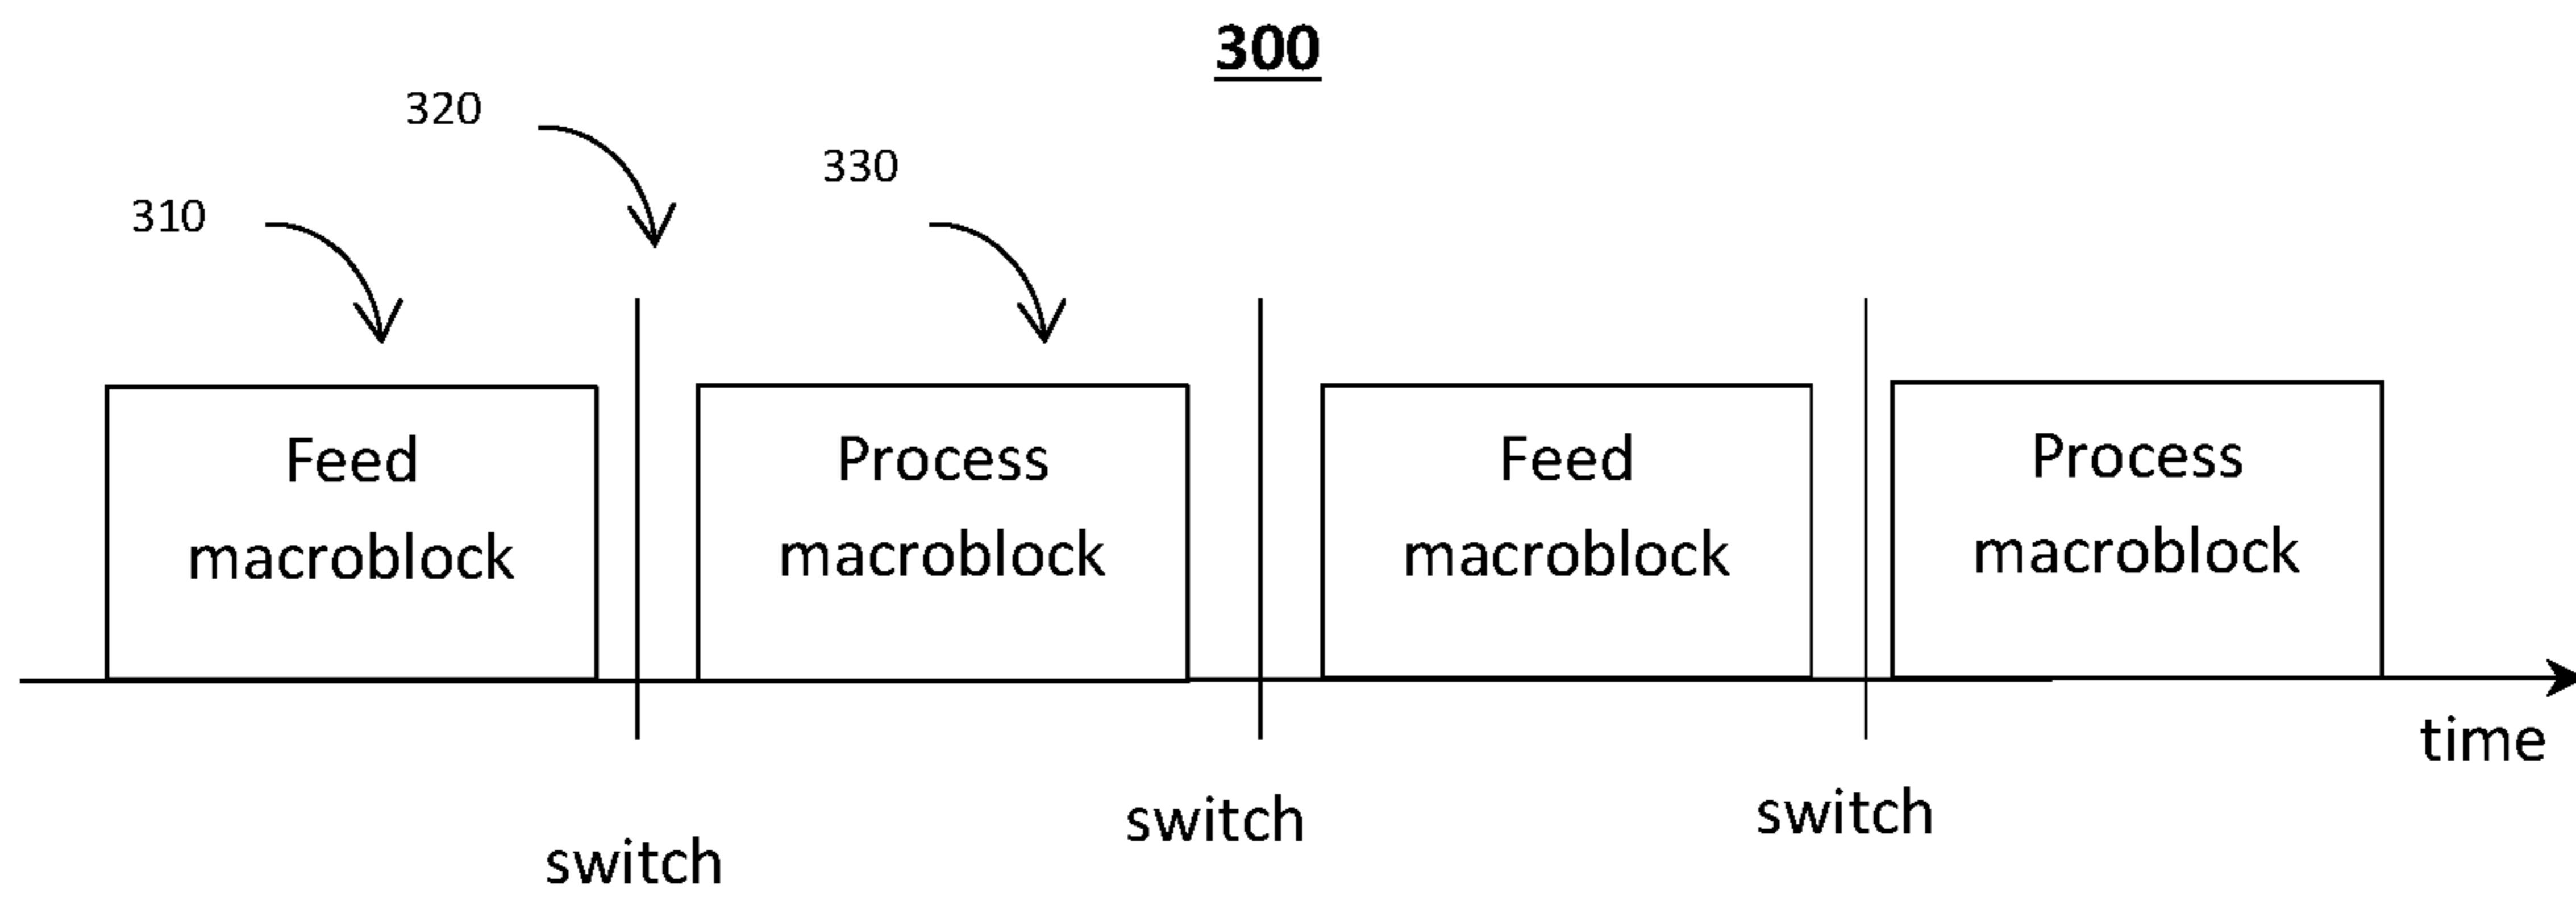 300
320
330
310
Feed
macroblock
Process
macroblock
Feed
macroblock
Process
macroblock
time
switch
switch
switch